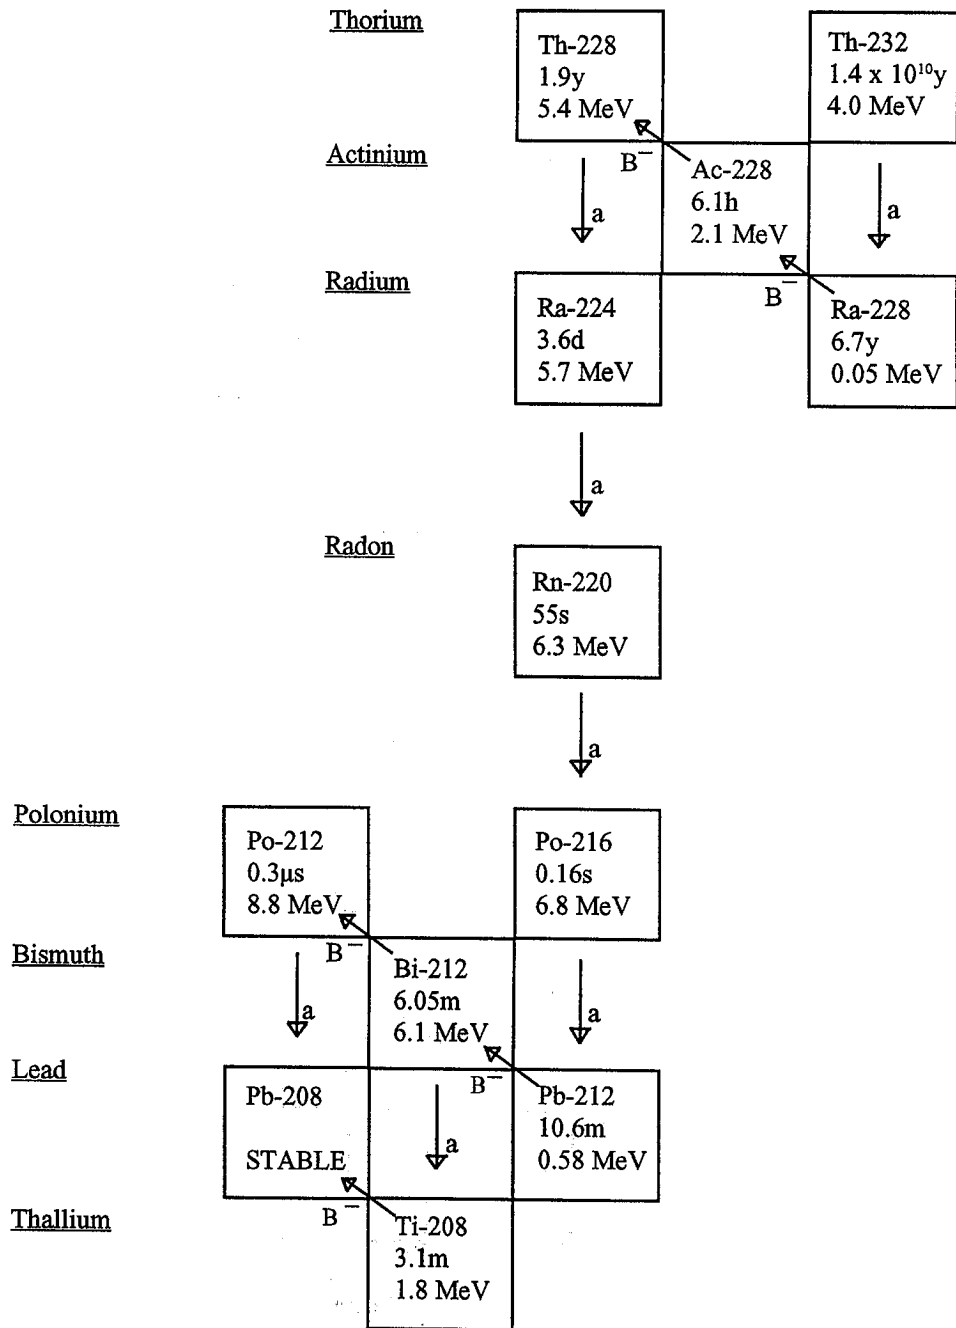 Thorium
Th-228
1.9y
5.4 MeV
Th-232
1.4 x 10¹⁰y
4.0 MeV
Actinium
B⁻
Ac-228
6.1h
2.1 MeV
a
a
Radium
B⁻
Ra-224
3.6d
5.7 MeV
Ra-228
6.7y
0.05 MeV
a
Radon
Rn-220
55s
6.3 MeV
a
Polonium
Po-212
0.3μs
8.8 MeV
Po-216
0.16s
6.8 MeV
Bismuth
B⁻
Bi-212
6.05m
6.1 MeV
a
a
Lead
B⁻
Pb-208
STABLE
a
Pb-212
10.6m
0.58 MeV
Thallium
B⁻
Ti-208
3.1m
1.8 MeV